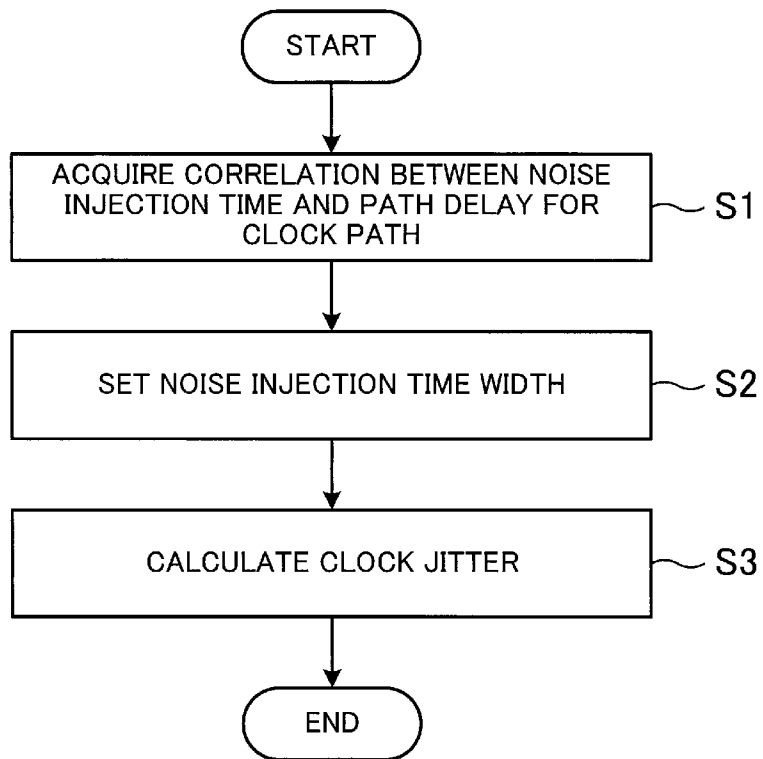 START
ACQUIRE CORRELATION BETWEEN NOISE
INJECTION TIME AND PATH DELAY FOR
CLOCK PATH
S1
SET NOISE INJECTION TIME WIDTH
S2
CALCULATE CLOCK JITTER
S3
END